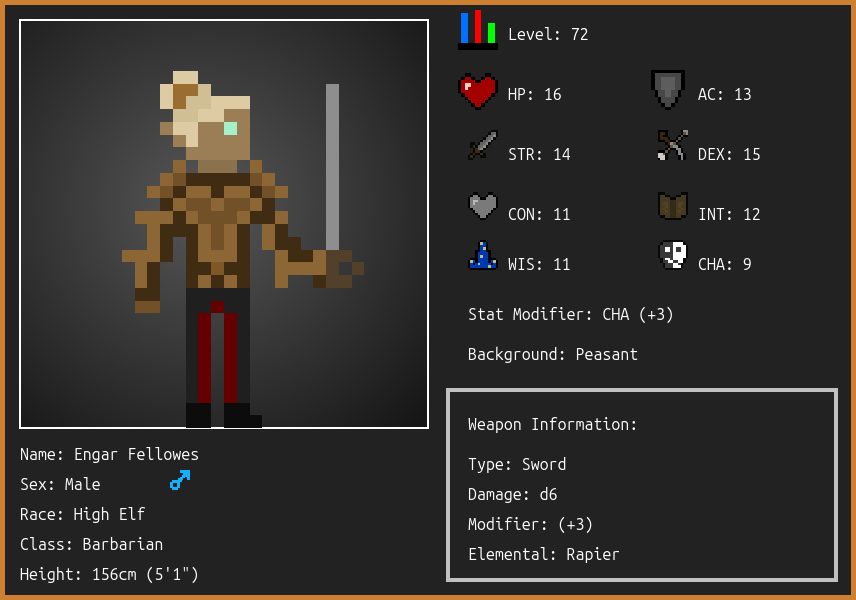 Level: 72
HP: 16
AC: 13
STR: 14
DEX: 15
CON: 11
INT: 12
WIS: 11
CHA: 9
Stat Modifier: CHA (+3)
Background: Peasant
Weapon Information:
Type: Sword
Damage: d6
Modifier: (+3)
Elemental: Rapier
Name: Engar Fellowes
Sex: Male
Race: High Elf
Class: Barbarian
Height: 156cm (5'1")